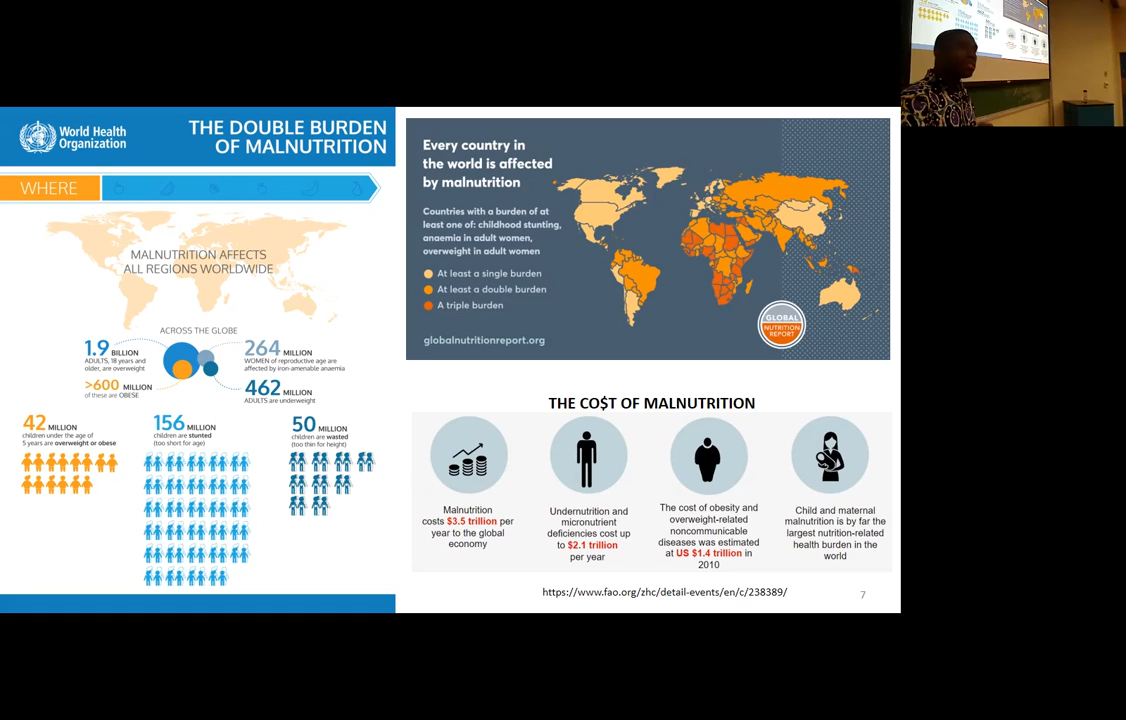 World Health
Organization
THE DOUBLE BURDEN
OF MALNUTRITION
WHERE
MALNUTRITION AFFECTS
ALL REGIONS WORLDWIDE
ACROSS THE GLOBE
1.9 BILLION
ADULTS, 18 years and
older, are overweight
>600 MILLION
of these are OBESE
264 MILLION
WOMEN of reproductive age are
affected by iron-amenable anaemia
462 MILLION
ADULTS are underweight
42 MILLION
children under the age of
5 years are overweight or obese
156 MILLION
children are stunted
(too short for age)
50 MILLION
children are wasted
(too thin for height)
Every country in
the world is affected
by malnutrition
Countries with a burden of at
least one of: childhood stunting,
anaemia in adult women,
overweight in adult women
At least a single burden
At least a double burden
A triple burden
globalnutritionreport.org
GLOBAL
NUTRITION
REPORT
THE CO$T OF MALNUTRITION
Malnutrition
costs $3.5 trillion per
year to the global
economy
Undernutrition and
micronutrient
deficiencies cost up
to $2.1 trillion
per year
The cost of obesity and
overweight-related
noncommunicable
diseases was estimated
at US $1.4 trillion in
2010
Child and maternal
malnutrition is by far the
largest nutrition-related
health burden in the
world
https://www.fao.org/zhc/detail-events/en/c/238389/
7